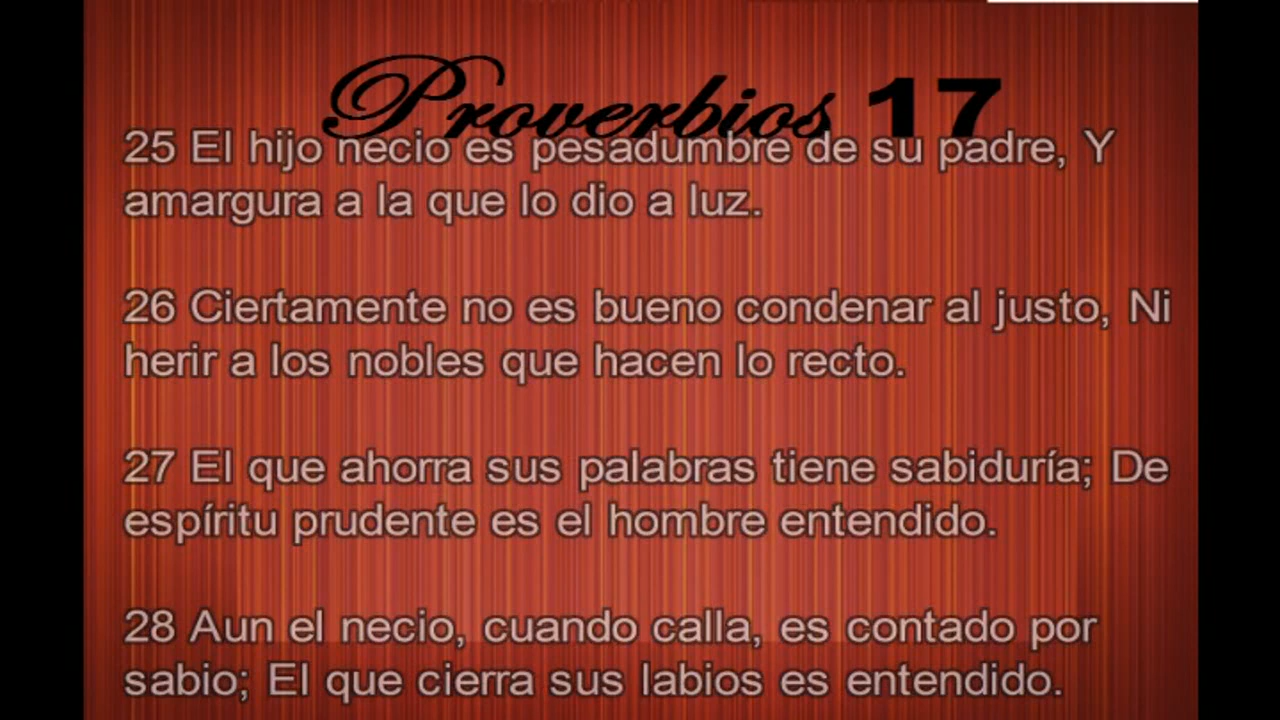 Proverbios 17
25 El hijo necio es pesadumbre de su padre, Y
amargura a la que lo dio a luz.
26 Ciertamente no es bueno condenar al justo, Ni
herir a los nobles que hacen lo recto.
27 El que ahorra sus palabras tiene sabiduría; De
espíritu prudente es el hombre entendido.
28 Aun el necio, cuando calla, es contado por
sabio; El que cierra sus labios es entendido.